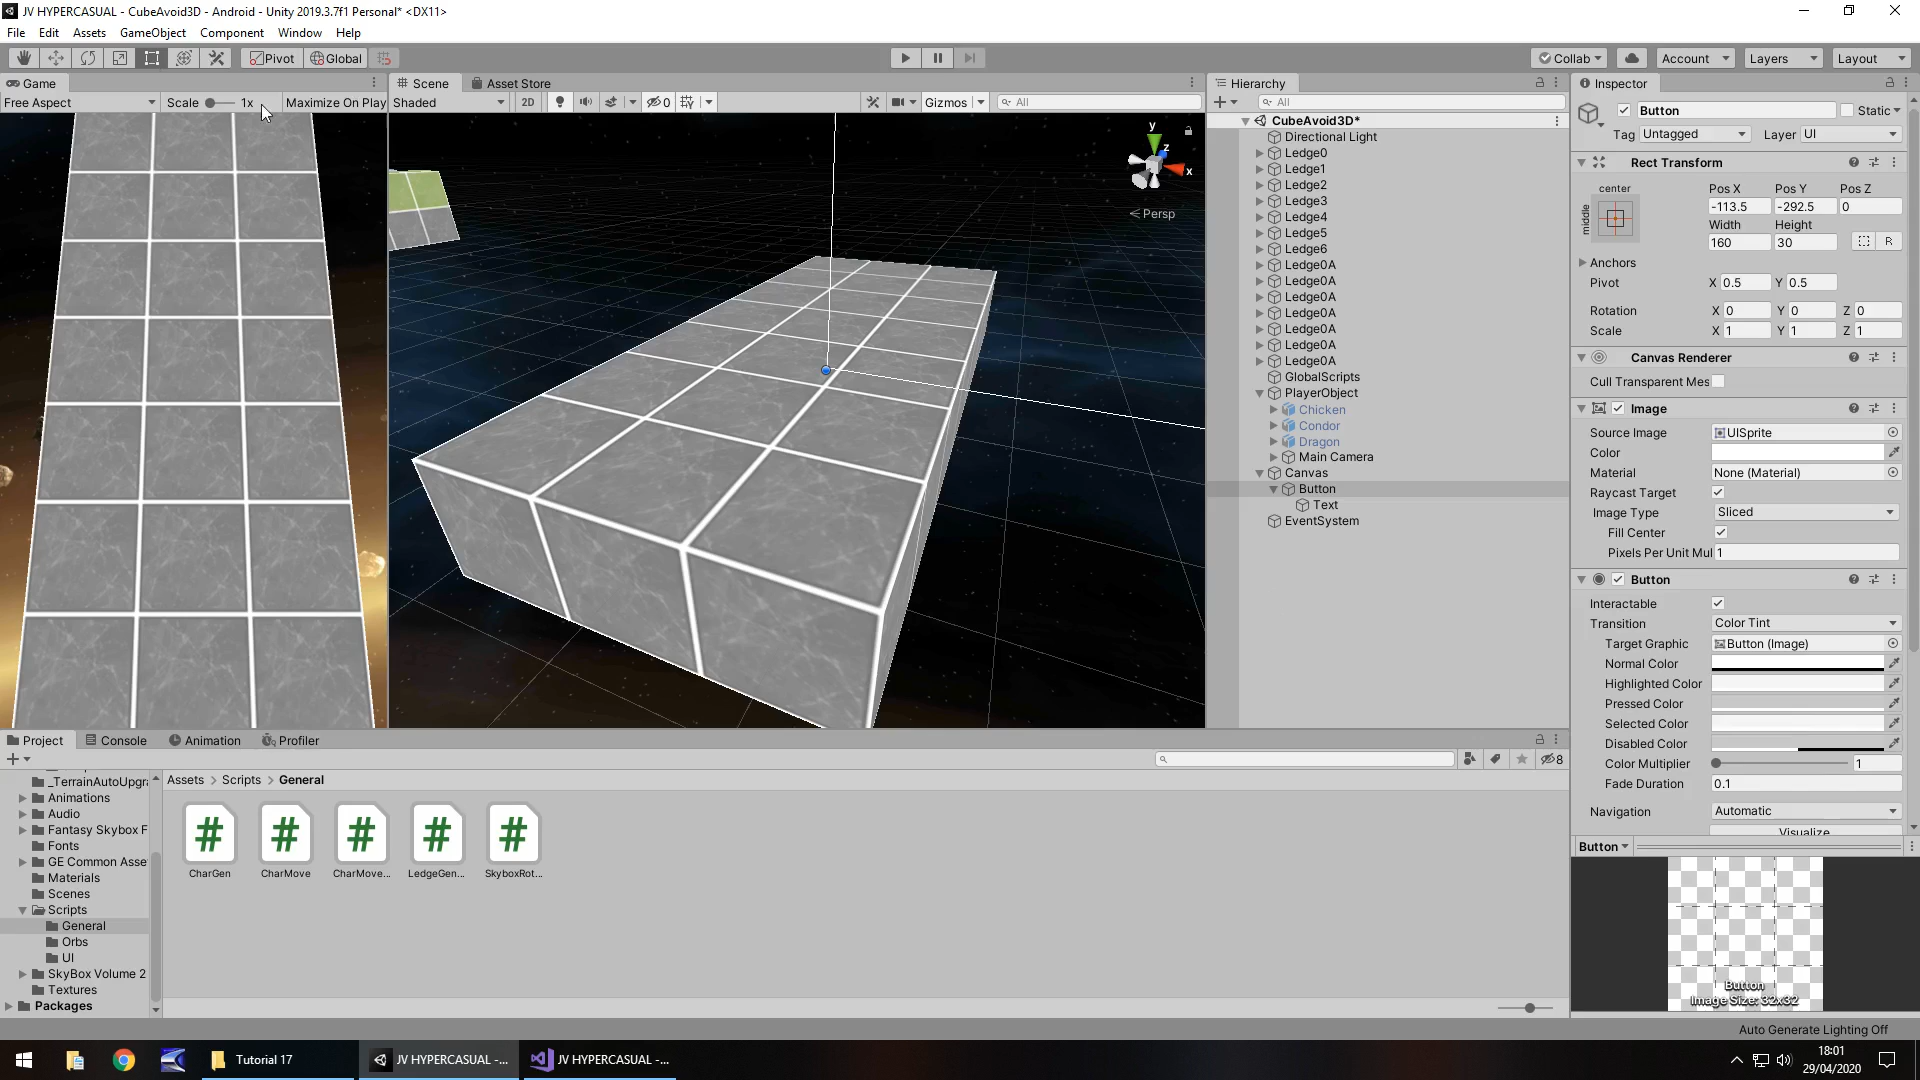 JV HYPERCASUAL - CubeAvoid3D - Android - Unity 2019.3.7f1 Personal* <DX11>
File Edit Assets GameObject Component Window Help
Pivot Global Collab Account Layers Layout
Game Scene Asset Store Hierarchy Inspector
Free Aspect Scale 1x Maximize On Play Shaded 2D 0 Gizmos All All
Button Static
Tag Untagged Layer UI
CubeAvoid3D*
Directional Light
Ledge0
Ledge1
Ledge2
Ledge3
Ledge4
Ledge5
Ledge6
Ledge0A
Ledge0A
Ledge0A
Ledge0A
Ledge0A
Ledge0A
Ledge0A
GlobalScripts
PlayerObject
Chicken
Condor
Dragon
Main Camera
Canvas
Button
Text
EventSystem
y
z
x
Persp
Rect Transform
center Pos X Pos Y Pos Z
middle -113.5 -292.5 0
Width Height
160 30 R
Anchors
Pivot X 0.5 Y 0.5
Rotation X 0 Y 0 Z 0
Scale X 1 Y 1 Z 1
Canvas Renderer
Cull Transparent Mes
Image
Source Image UISprite
Color
Material None (Material)
Raycast Target
Image Type Sliced
Fill Center
Pixels Per Unit Mul 1
Button
Interactable
Transition Color Tint
Target Graphic Button (Image)
Normal Color
Highlighted Color
Pressed Color
Selected Color
Disabled Color
Color Multiplier 1
Fade Duration 0.1
Navigation Automatic
Visualize
Button
Button
Image Size: 32x32
Project Console Animation Profiler
8
_TerrainAutoUpgra
Animations
Audio
Fantasy Skybox F
Fonts
GE Common Asse
Materials
Scenes
Scripts
General
Orbs
UI
SkyBox Volume 2
Textures
Packages
Assets > Scripts > General
# # # # #
CharGen CharMove CharMove... LedgeGen... SkyboxRot...
Auto Generate Lighting Off
Tutorial 17 JV HYPERCASUAL -... JV HYPERCASUAL -...
18:01
29/04/2020